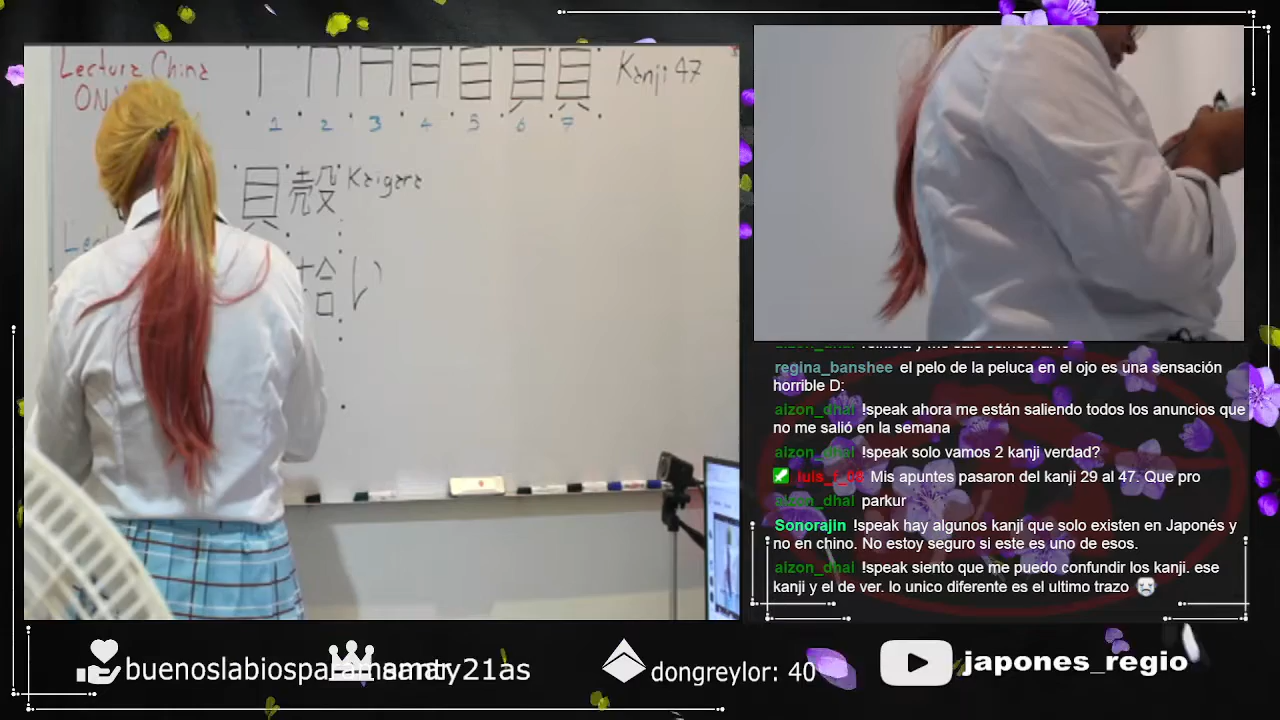 Lectura China
Kanji 47
1 2 3 4 5 6 7
貝殻 Kaigara
拾い
regina_banshee el pelo de la peluca en el ojo es una sensación
horrible D:
aizon_dhal !speak ahora me están saliendo todos los anuncios que
no me salió en la semana
aizon_dhal !speak solo vamos 2 kanji verdad?
luis_f_08 Mis apuntes pasaron del kanji 29 al 47. Que pro
aizon_dhal parkur
Sonorajin !speak hay algunos kanji que solo existen en Japonés y
no en chino. No estoy seguro si este es uno de esos.
aizon_dhal !speak siento que me puedo confundir los kanji. ese
kanji y el de ver. lo unico diferente es el ultimo trazo
dongreylor: 40
japones_regio